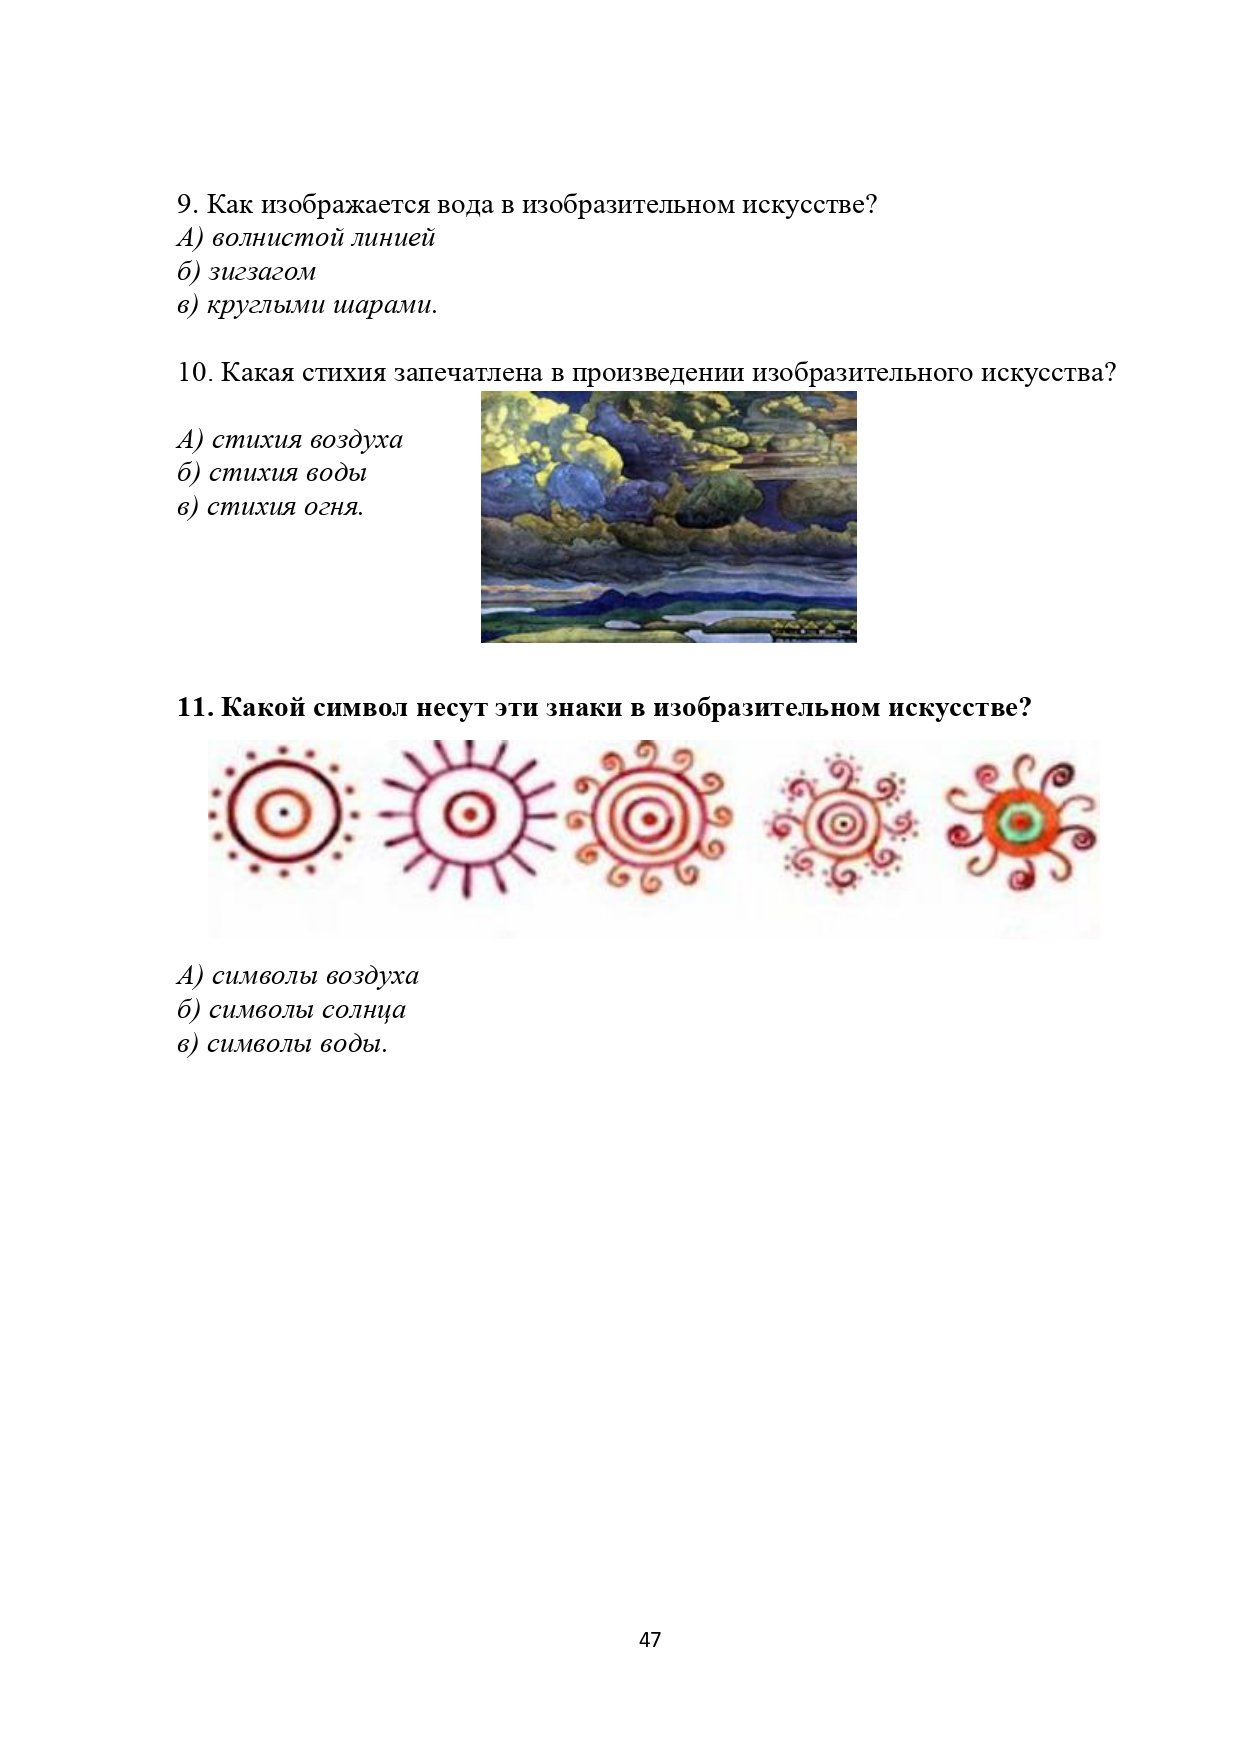 9. Как изображается вода в изобразительном искусстве?
А) волнистой линией
б) зигзагом
в) круглыми шарами.
10. Какая стихия запечатлена в произведении изобразительного искусства?
А) стихия воздуха
б) стихия воды
в) стихия огня.
11. Какой символ несут эти знаки в изобразительном искусстве?
А) символы воздуха
б) символы солнца
в) символы воды.
47